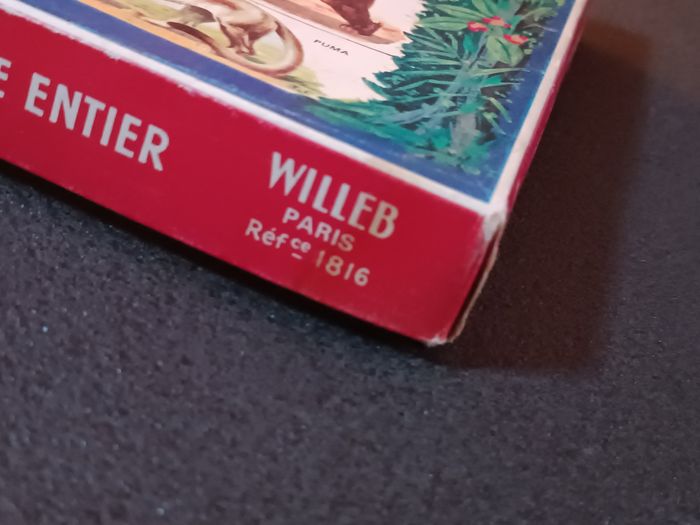 PUMA
E ENTIER
WILLEB
PARIS
Réf ce 1816